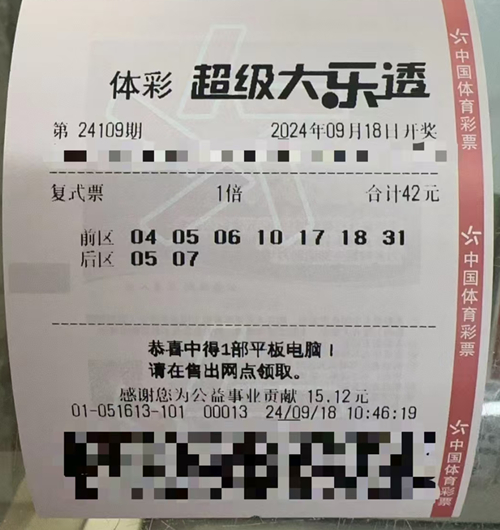 体彩 超级大乐透
第 24109期 2024年09月18日开奖
复式票 1倍 合计42元
前区 04 05 06 10 17 18 31
后区 05 07
恭喜中得1部平板电脑！
请在售出网点领取。
感谢您为公益事业贡献 15.12元
01-051613-101 00013 24/09/18 10:46:19
中国体育彩票
中国体育彩票
中国体育彩票